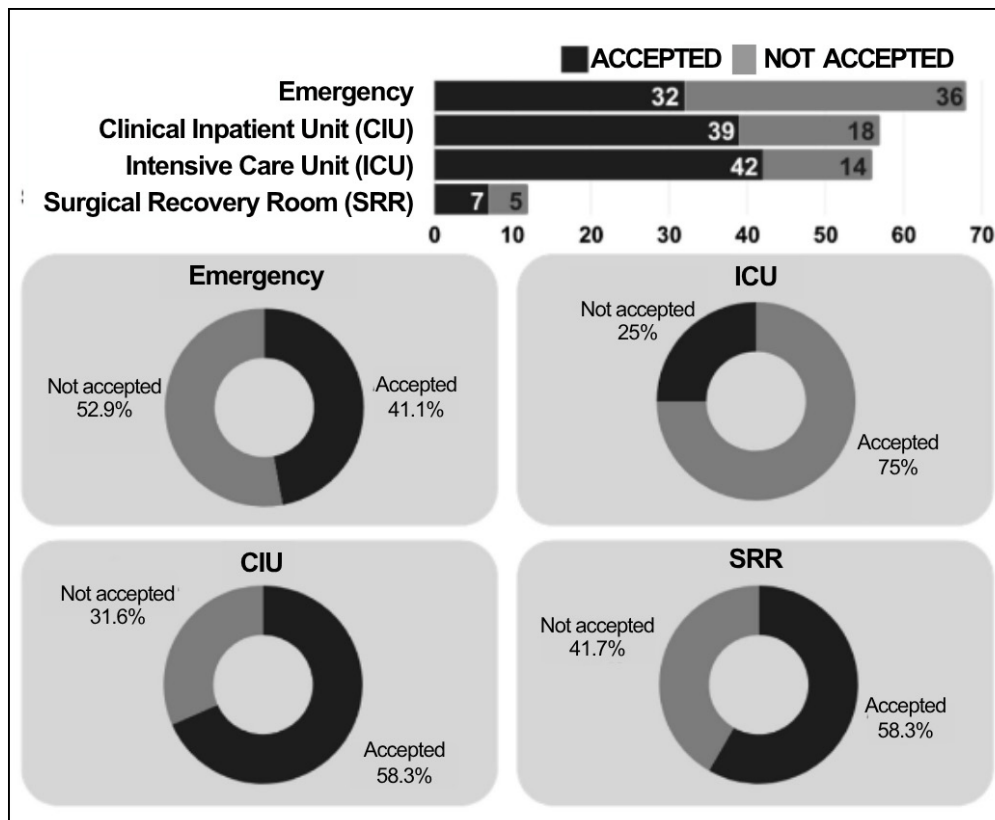 ACCEPTED NOT ACCEPTED
Emergency 32 36
Clinical Inpatient Unit (CIU) 39 18
Intensive Care Unit (ICU) 42 14
Surgical Recovery Room (SRR) 7 5
0 10 20 30 40 50 60 70
Emergency
Not accepted
52.9%
Accepted
41.1%
ICU
Not accepted
25%
Accepted
75%
CIU
Not accepted
31.6%
Accepted
58.3%
SRR
Not accepted
41.7%
Accepted
58.3%